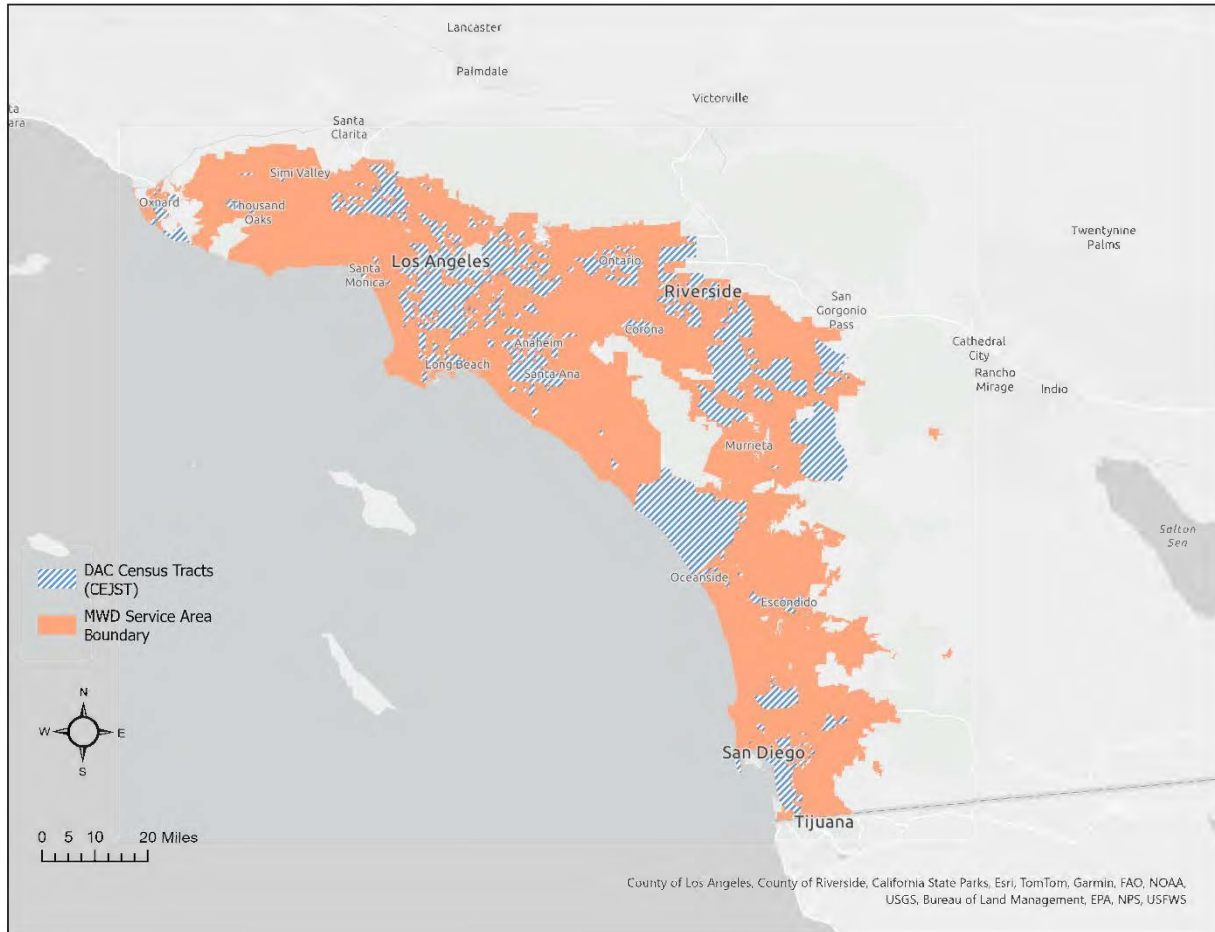 Lancaster
Palmdale
Victorville
ta
ara
Santa
Clarita
Simi Valley
Oxnard
Thousand
Oaks
Twentynine
Palms
Los Angeles
Ontario
Santa
Monica
Riverside
San
Gorgonio
Pass
Corona
Anaheim
Cathedral
City
Long Beach
Santa Ana
Rancho
Mirage
Indio
Murrieta
Salton
Sea
Oceanside
Escondido
DAC Census Tracts
(CEJST)
MWD Service Area
Boundary
N
W
E
S
San Diego
Tijuana
0 5 10 20 Miles
County of Los Angeles, County of Riverside, California State Parks, Esri, TomTom, Garmin, FAO, NOAA,
USGS, Bureau of Land Management, EPA, NPS, USFWS